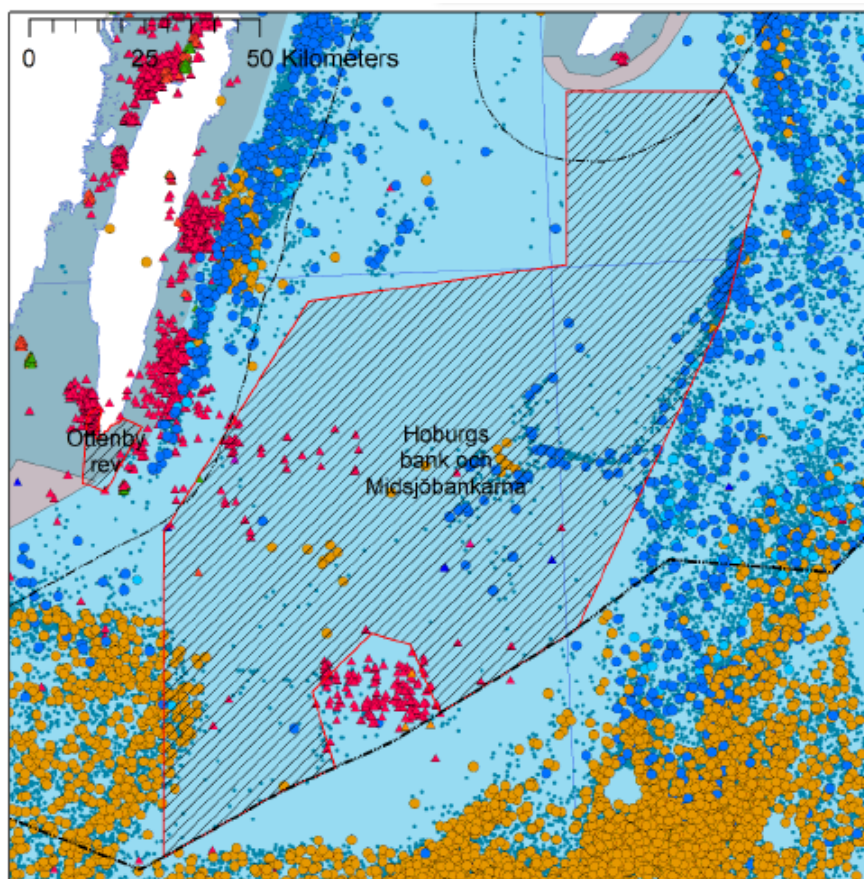 0 25 50 Kilometers
Ottenby
rev
Hoburgs
bank och
Midsjöbankarna